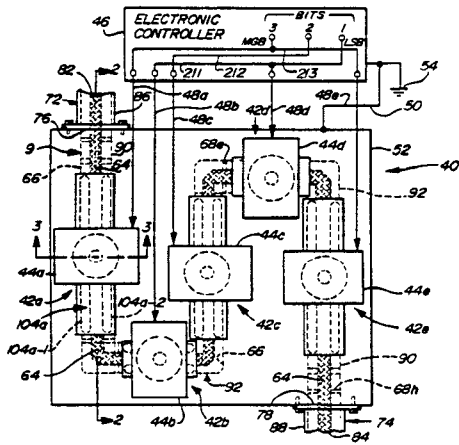 46
ELECTRONIC CONTROLLER
BITS
3 2 1
MGB LSB
211 212 213
54
50
2
82
72
86
76
48a
48b
48c
42d
48d
48e
52
40
9
90
64
66
68e
44d
92
3 3
44a
44c
44e
42a
104a
104a-2
104a-1
42c
42e
64
66
92
90
64
68h
2
44b
42b
78
74
88
84